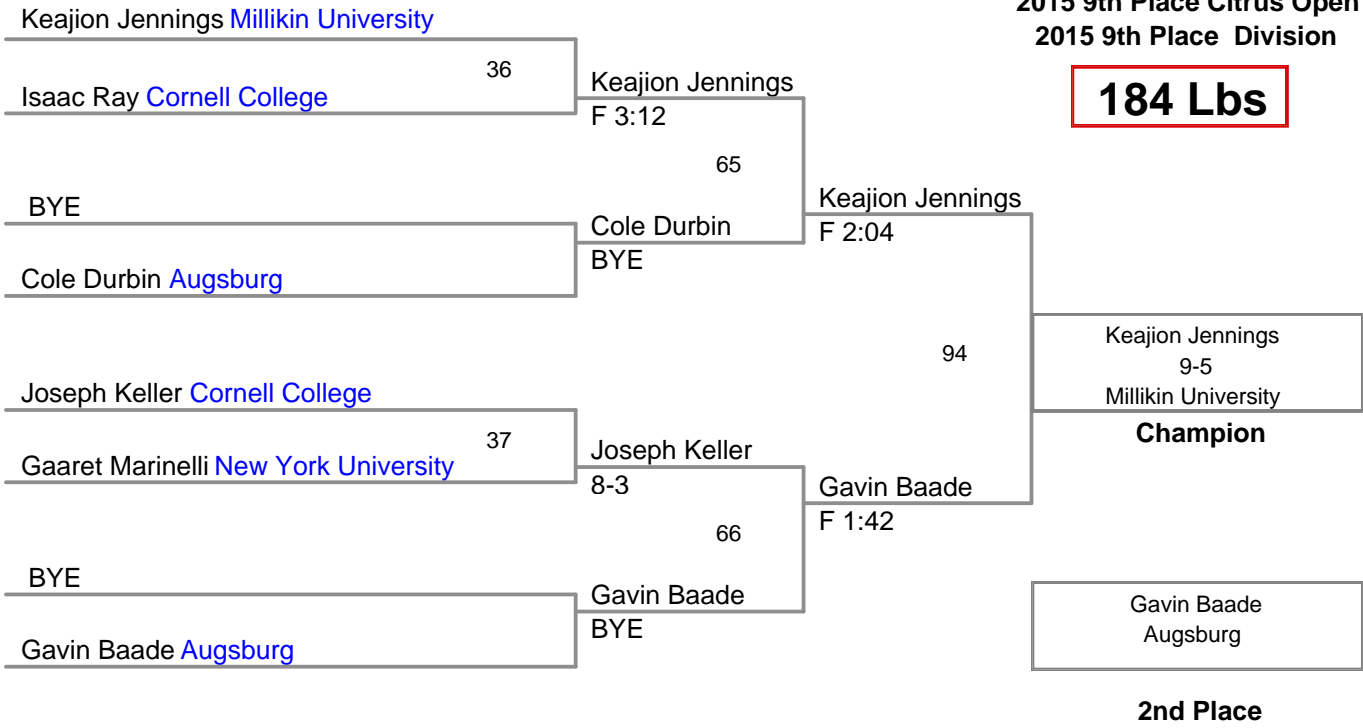 2015 9th Place Citrus Open
2015 9th Place Division
184 Lbs
Keajion Jennings Millikin University
36
Isaac Ray Cornell College
Keajion Jennings
F 3:12
65
BYE
Cole Durbin
BYE
Cole Durbin Augsburg
Keajion Jennings
F 2:04
94
Joseph Keller Cornell College
37
Gaaret Marinelli New York University
Joseph Keller
8-3
66
BYE
Gavin Baade
BYE
Gavin Baade Augsburg
Gavin Baade
F 1:42
Keajion Jennings
9-5
Millikin University
Champion
Gavin Baade
Augsburg
2nd Place